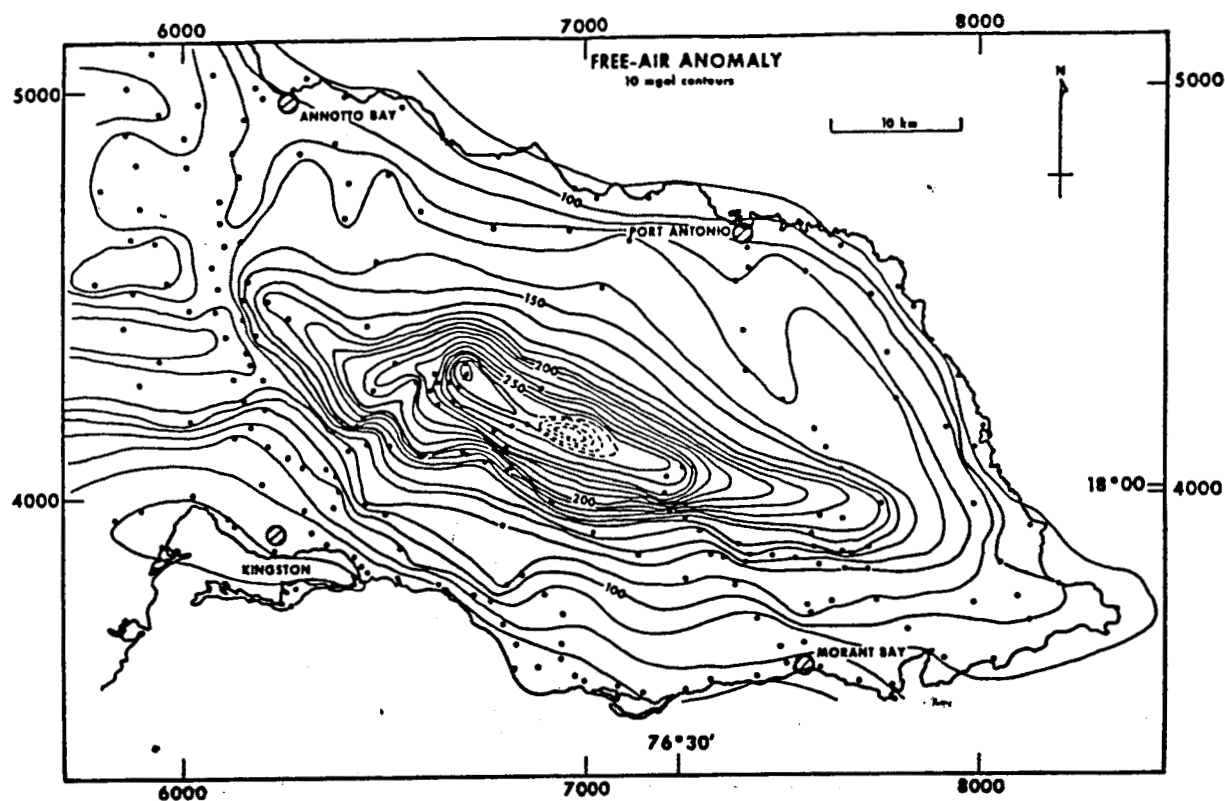 6000
7000
8000
FREE-AIR ANOMALY
10 mgal contours
N
5000
5000
10 km
ANNOTTO BAY
100
PORT ANTONIO
150
200
250
200
4000
18°00'
4000
KINGSTON
100
MORANT BAY
76°30'
6000
7000
8000